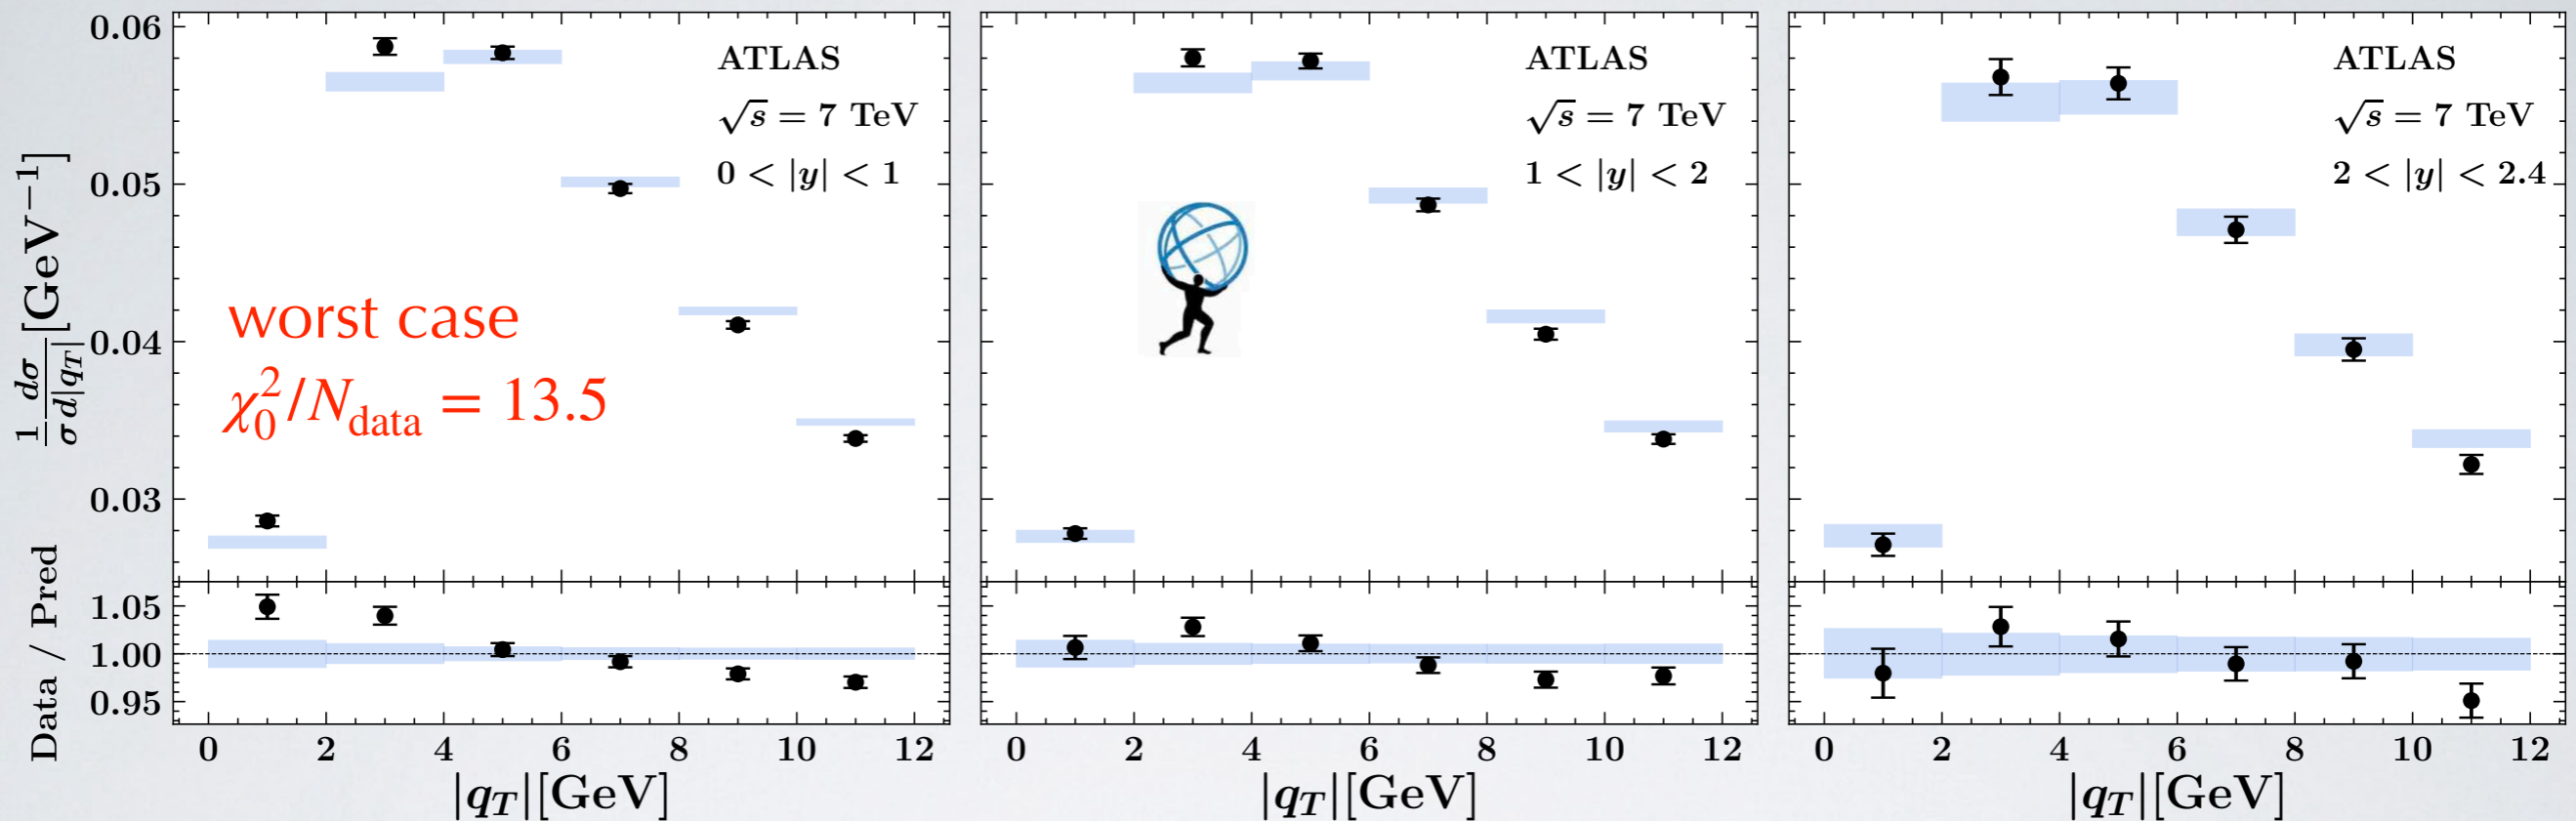 0.06
0.05
0.04
0.03
1/σ dσ/d|q_T| [GeV⁻¹]
ATLAS
√s = 7 TeV
0 < |y| < 1
worst case
χ₀²/N_data = 13.5
ATLAS
√s = 7 TeV
1 < |y| < 2
ATLAS
√s = 7 TeV
2 < |y| < 2.4
Data / Pred
1.05
1.00
0.95
0 2 4 6 8 10 12
0 2 4 6 8 10 12
0 2 4 6 8 10 12
|q_T|[GeV]
|q_T|[GeV]
|q_T|[GeV]